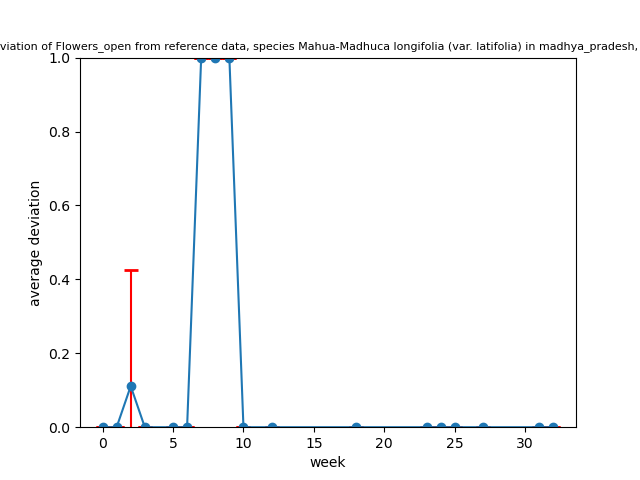 viation of Flowers_open from reference data, species Mahua-Madhuca longifolia (var. latifolia) in madhya_pradesh,
1.0
0.8
0.6
0.4
0.2
0.0
average deviation
0 5 10 15 20 25 30
week